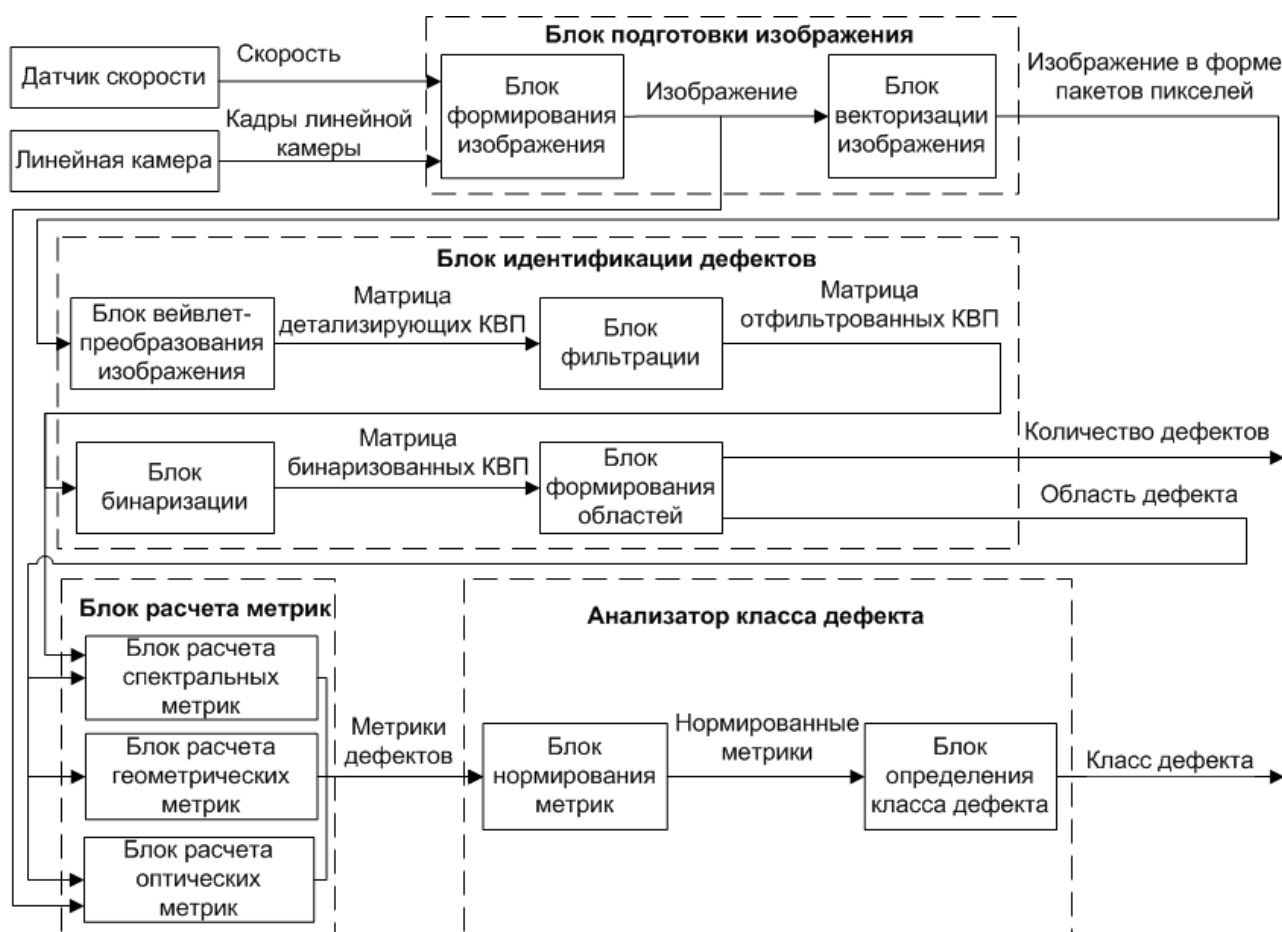 Блок подготовки изображения
Датчик скорости
Скорость
Линейная камера
Кадры линейной
камеры
Блок
формирования
изображения
Изображение
Блок
векторизации
изображения
Изображение в форме
пакетов пикселей
Блок идентификации дефектов
Блок вейвлет-
преобразования
изображения
Матрица
детализирующих КВП
Блок
фильтрации
Матрица
отфильтрованных КВП
Блок
бинаризации
Матрица
бинаризованных КВП
Блок
формирования
областей
Количество дефектов
Область дефекта
Блок расчета метрик
Блок расчета
спектральных
метрик
Блок расчета
геометрических
метрик
Блок расчета
оптических
метрик
Метрики
дефектов
Анализатор класса дефекта
Блок
нормирования
метрик
Нормированные
метрики
Блок
определения
класса дефекта
Класс дефекта